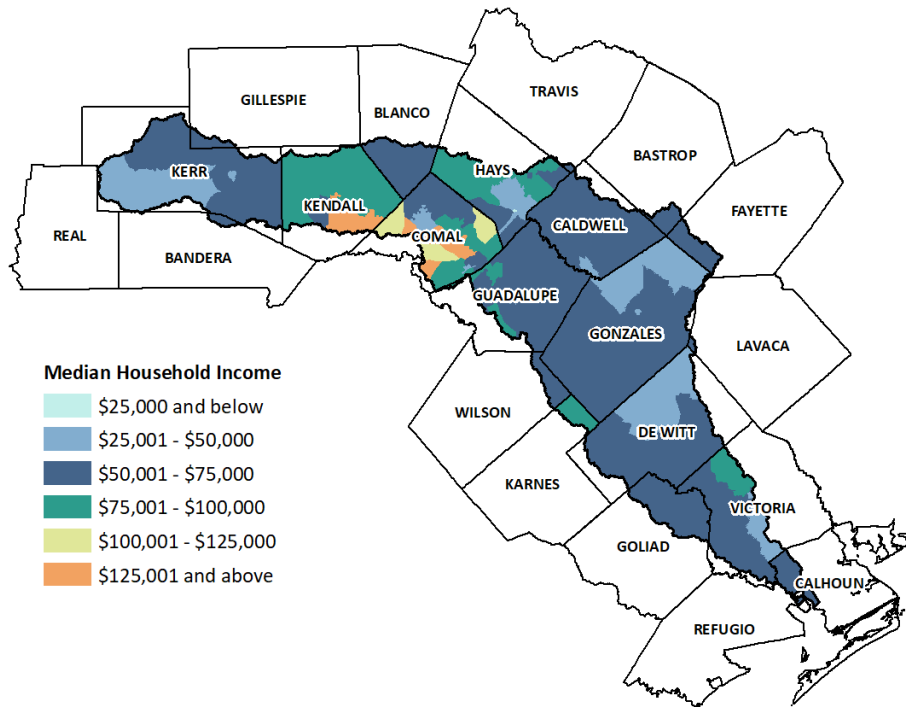 TRAVIS
GILLESPIE
BLANCO
BASTROP
HAYS
KERR
KENDALL
FAYETTE
CALDWELL
REAL
COMAL
BANDERA
GUADALUPE
GONZALES
LAVACA
Median Household Income
$25,000 and below
$25,001 - $50,000
$50,001 - $75,000
$75,001 - $100,000
$100,001 - $125,000
$125,001 and above
WILSON
DE WITT
KARNES
VICTORIA
GOLIAD
CALHOUN
REFUGIO